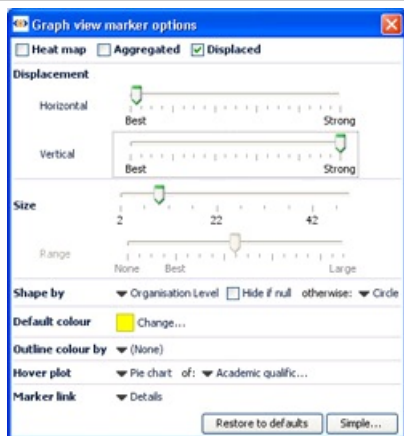 Graph view marker options
Heat map Aggregated Displaced
Displacement
Horizontal
Best Strong
Vertical
Best Strong
Size
2 22 42
Range
None Best Large
Shape by Organisation Level Hide if null otherwise: Circle
Default colour Change...
Outline colour by (None)
Hover plot Pie chart of: Academic qualific...
Marker link Details
Restore to defaults Simple...